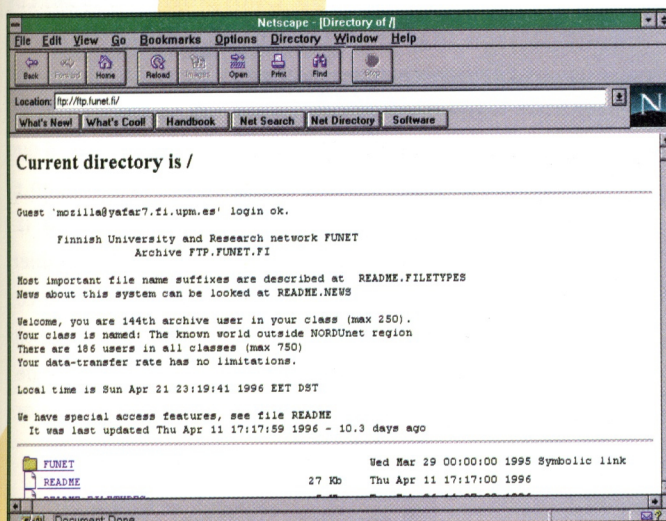 Netscape - [Directory of /]
File Edit View Go Bookmarks Options Directory Window Help
Back Forward Home Reload Images Open Print Find Stop
Location: ftp://ftp.funet.fi/
N
What's New! What's Cool! Handbook Net Search Net Directory Software
Current directory is /
Guest 'mozilla@yafar7.fi.upm.es' login ok.
Finnish University and Research network FUNET
Archive FTP.FUNET.FI
Most important file name suffixes are described at README.FILETYPES
News about this system can be looked at README.NEWS
Welcome, you are 144th archive user in your class (max 250).
Your class is named: The known world outside NORDUnet region
There are 186 users in all classes (max 750)
Your data-transfer rate has no limitations.
Local time is Sun Apr 21 23:19:41 1996 EET DST
We have special access features, see file README
It was last updated Thu Apr 11 17:17:59 1996 - 10.3 days ago
FUNET Wed Mar 29 00:00:00 1995 Symbolic link
README 27 Kb Thu Apr 11 17:17:00 1996
Document Done